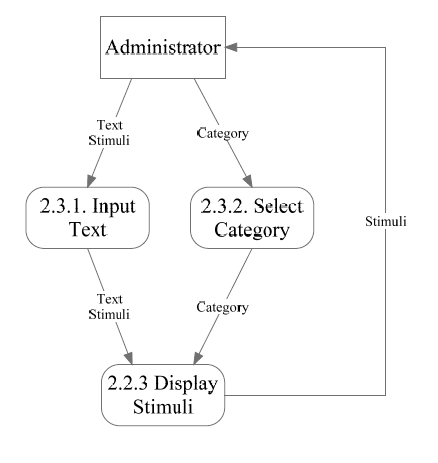 Administrator
Text
Stimuli
Category
2.3.1. Input
Text
2.3.2. Select
Category
Stimuli
Text
Stimuli
Category
2.2.3 Display
Stimuli